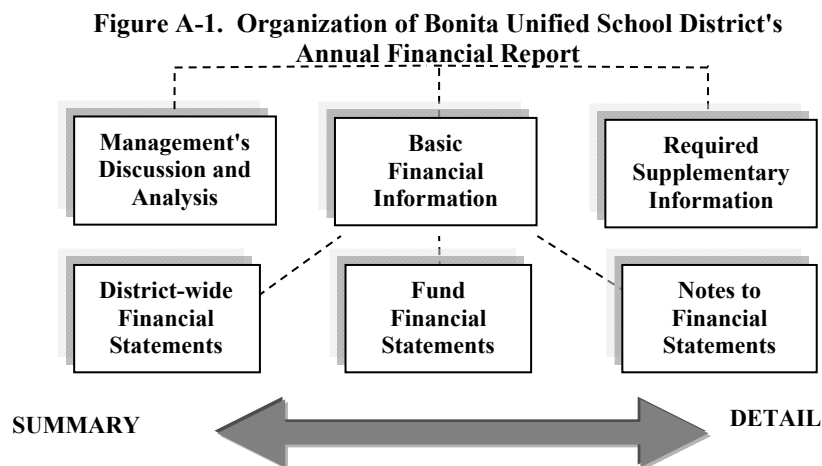 Figure A-1. Organization of Bonita Unified School District's
Annual Financial Report
Management's
Discussion and
Analysis
Basic
Financial
Information
Required
Supplementary
Information
District-wide
Financial
Statements
Fund
Financial
Statements
Notes to
Financial
Statements
SUMMARY
DETAIL